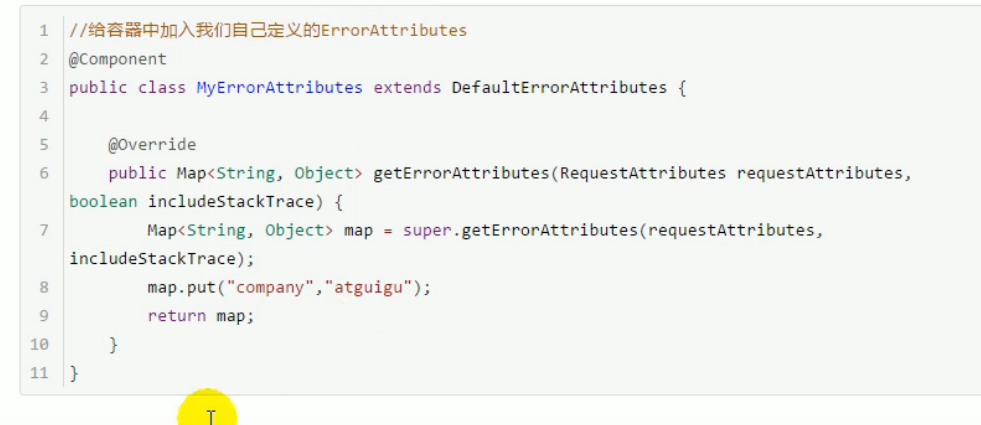 1 //给容器中加入我们自己定义的ErrorAttributes
2 @Component
3 public class MyErrorAttributes extends DefaultErrorAttributes {
4
5     @Override
6     public Map<String, Object> getErrorAttributes(RequestAttributes requestAttributes,
boolean includeStackTrace) {
7         Map<String, Object> map = super.getErrorAttributes(requestAttributes,
includeStackTrace);
8         map.put("company","atguigu");
9         return map;
10     }
11 }